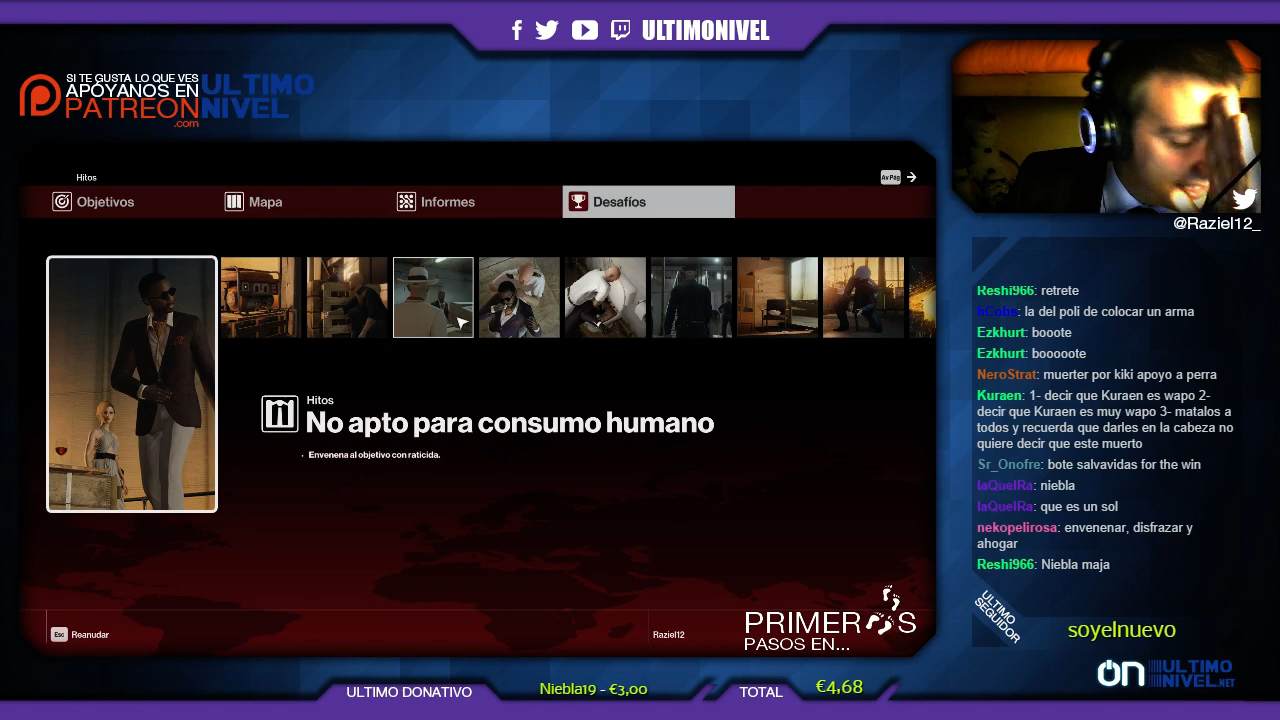 ULTIMONIVEL
SI TE GUSTA LO QUE VES
APOYANOS EN
PATREON
.com
ULTIMO
NIVEL
Hitos
Av Pág
Objetivos
Mapa
Informes
Desafíos
Hitos
No apto para consumo humano
Envenena al objetivo con raticida.
Esc Reanudar
Raziel12
PRIMEROS
PASOS EN...
@Raziel12_
Reshi966: retrete
hCobs: la del poli de colocar un arma
Ezkhurt: booote
Ezkhurt: booooote
NeroStrat: muerter por kiki apoyo a perra
Kuraen: 1- decir que Kuraen es wapo 2-
decir que Kuraen es muy wapo 3- matalos a
todos y recuerda que darles en la cabeza no
quiere decir que este muerto
Sr_Onofre: bote salvavidas for the win
laQueIRa: niebla
laQueIRa: que es un sol
nekopelirosa: envenenar, disfrazar y
ahogar
Reshi966: Niebla maja
ULTIMO
SEGUIDOR
soyelnuevo
ON ULTIMO
NIVEL.NET
ULTIMO DONATIVO
Niebla19 - €3,00
TOTAL
€4,68